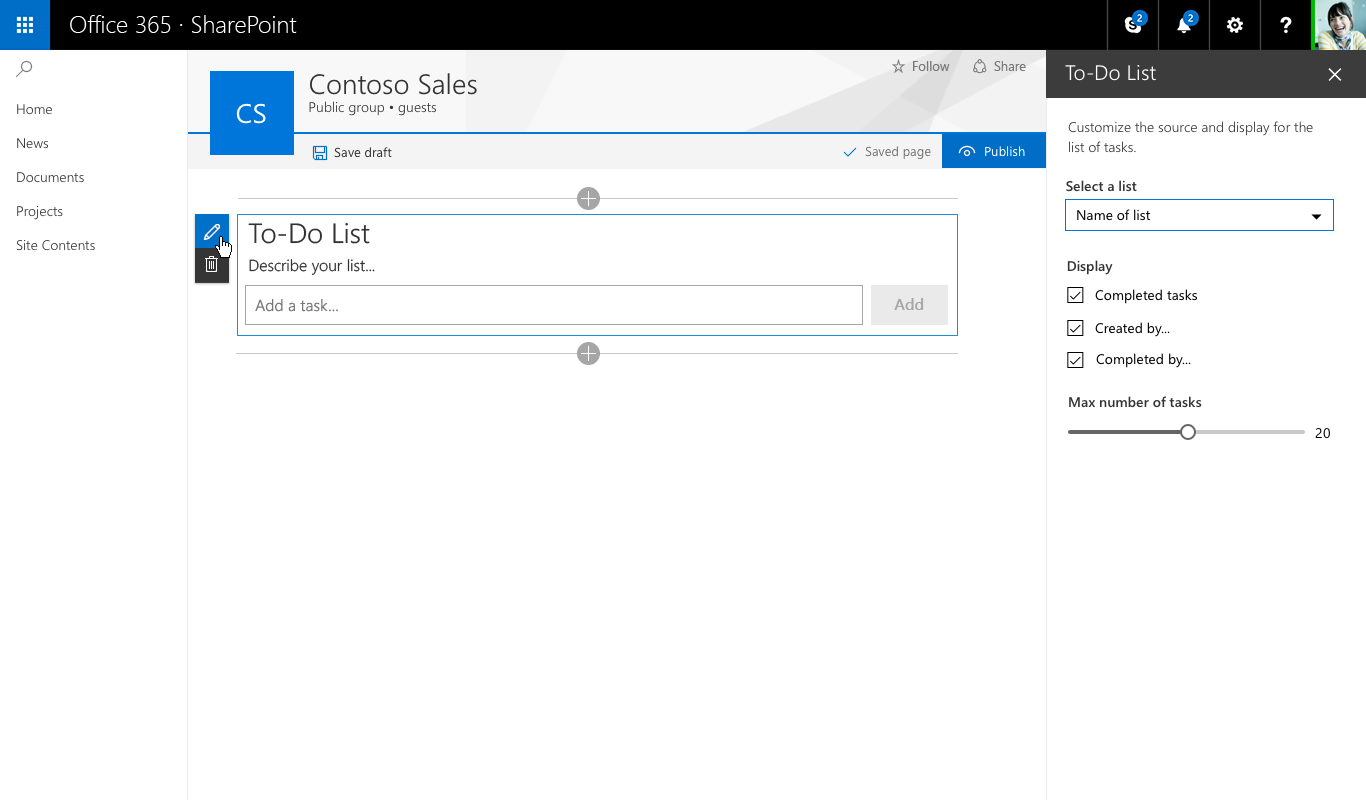 Office 365 · SharePoint
2
2
?
Home
News
Documents
Projects
Site Contents
CS
Contoso Sales
Public group • guests
Follow
Share
Save draft
Saved page
Publish
To-Do List
Describe your list...
Add a task...
Add
To-Do List
Customize the source and display for the
list of tasks.
Select a list
Name of list
Display
Completed tasks
Created by...
Completed by...
Max number of tasks
20